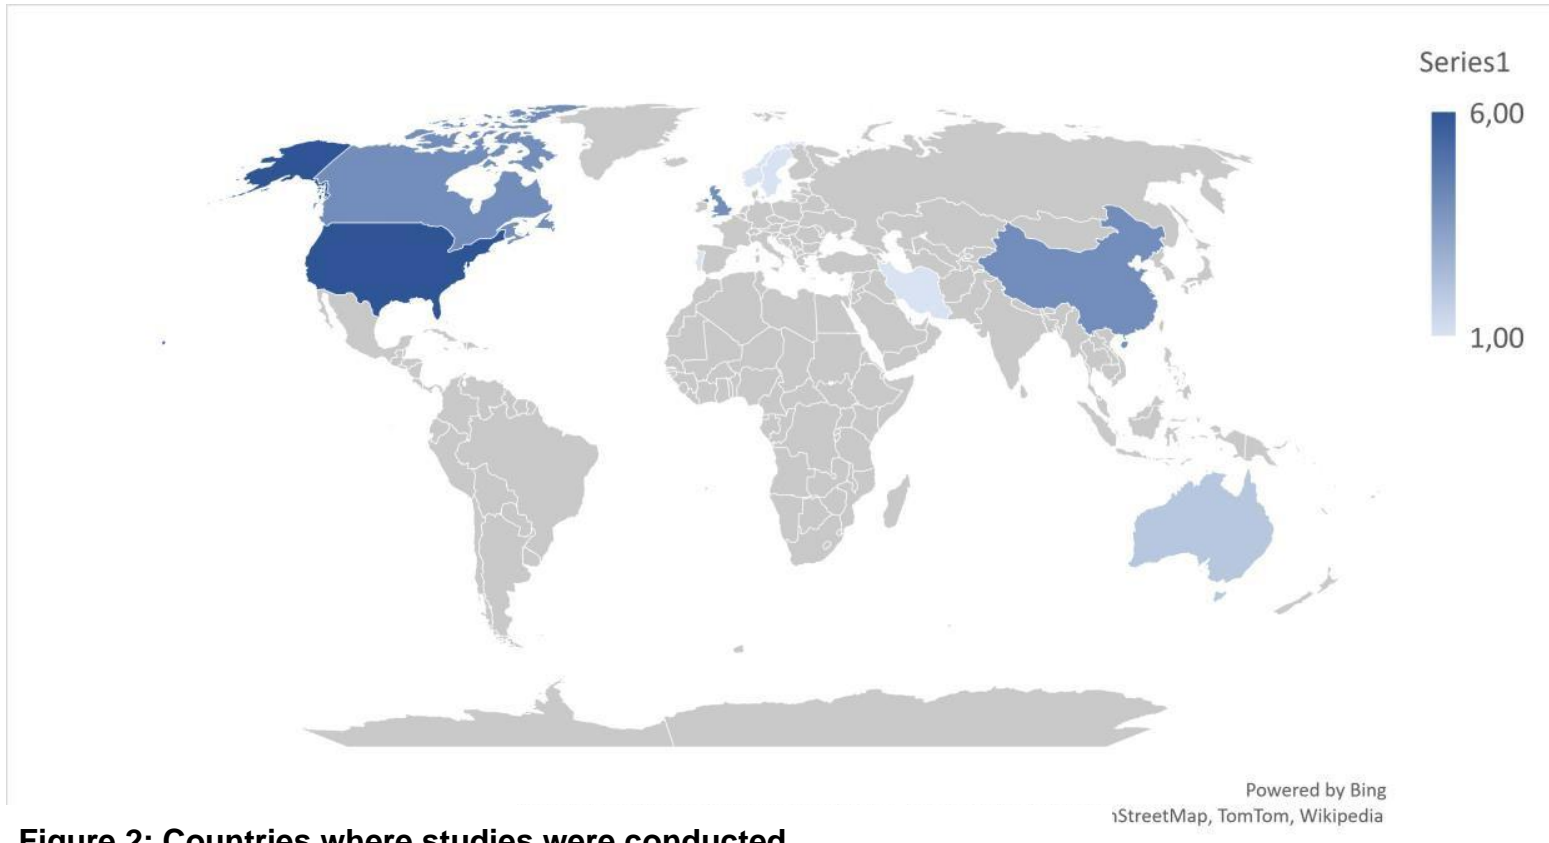 Series1
6,00
1,00
Powered by Bing
StreetMap, TomTom, Wikipedia
Figure 2: Countries where studies were conducted